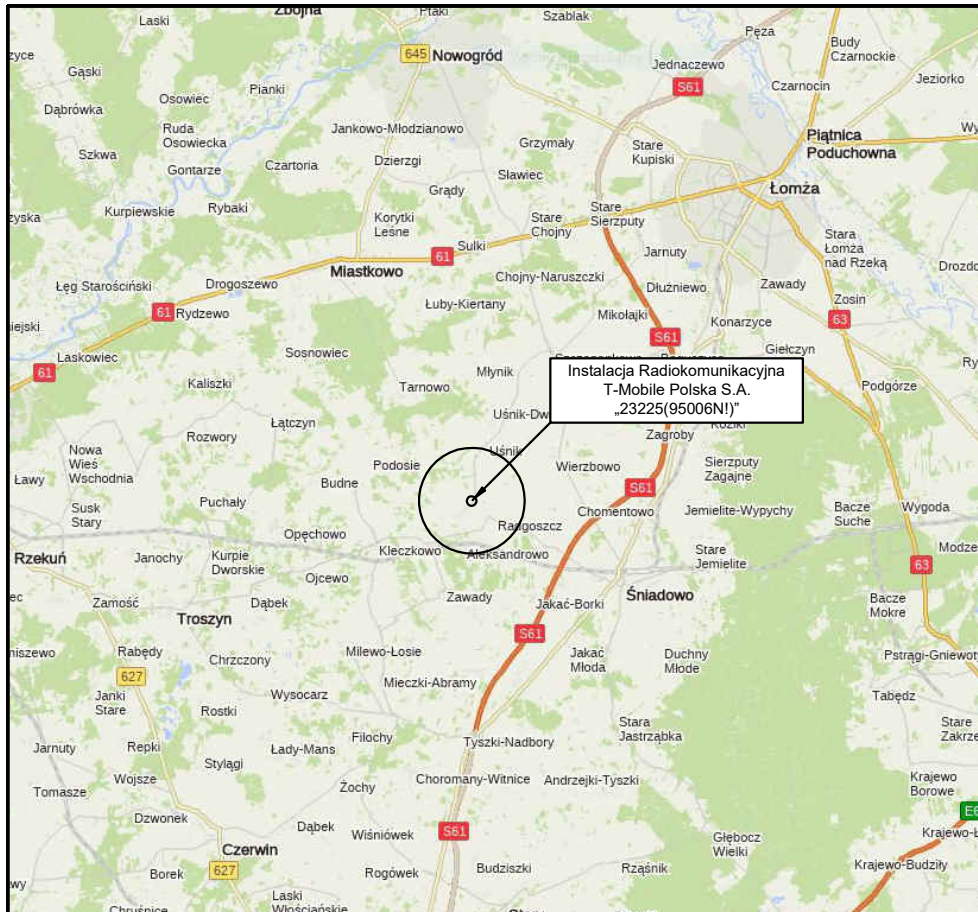 Zbójna
Ptaki
Laski
Szablak
Pęza
645
Nowogród
Budy
Czarnockie
Jednaczewo
Gąski
Pianki
S61
Czarnocin
Jeziorko
Osowiec
Dąbrówka
Jankowo-Młodzianowo
Ruda
Osowiecka
Grzymały
Stare
Kupiski
Piątnica
Poduchowna
Szkwa
Gontarze
Czartoria
Dzierzgi
Sławiec
Grądy
Łomża
Kurpiewskie
Rybaki
Korytki
Leśne
Stare
Chojny
Stare
Sierzputy
Sulki
61
Jarnuty
Stara
Łomża
nad Rzeką
Miastkowo
Chojny-Naruszczki
Łęg Starościński
Drogoszewo
Dłużniewo
Zawady
Zosin
61
Rydzewo
Łuby-Kiertany
Mikołajki
Konarzyce
63
S61
Laskowiec
Sosnowiec
Giełczyn
61
Młynik
Kaliszki
Tarnowo
Podgórze
Instalacja Radiokomunikacyjna
T-Mobile Polska S.A.
„23225(95006N!)”
Łątczyn
Rozwory
Zagroby
Nowa
Wieś
Wschodnia
Uśnik
Podosie
Wierzbowo
Sierzputy
Zagajne
Ławy
Budne
S61
Puchały
Susk
Stary
Chomentowo
Jemielite-Wypychy
Bacze
Suche
Wygoda
Opęchowo
Radgoszcz
Rzekuń
Janochy
Kurpie
Dworskie
Kleczkowo
Aleksandrowo
Stare
Jemielite
63
Ojcewo
Zamość
Dąbek
Zawady
Jakać-Borki
Śniadowo
Bacze
Mokre
Troszyn
S61
Rabędy
Chrzczony
Milewo-Łosie
Jakać
Młoda
Duchny
Młode
627
Mieczki-Abramy
Janki
Stare
Wysocarz
Tabędz
Rostki
Stara
Jastrząbka
Stare
Filochy
Jarnuty
Repki
Łady-Mans
Tyszki-Nadbory
Stylągi
Wojsze
Choromany-Witnice
Andrzejki-Tyszki
Krajewo
Borowe
Tomasze
Żochy
Dzwonek
Dąbek
Wiśniówek
S61
Głębocz
Wielki
Czerwin
Krajewo-Budziły
627
Borek
Rogówek
Budziszki
Rząśnik
Laski
Włościańskie
Chruśnice